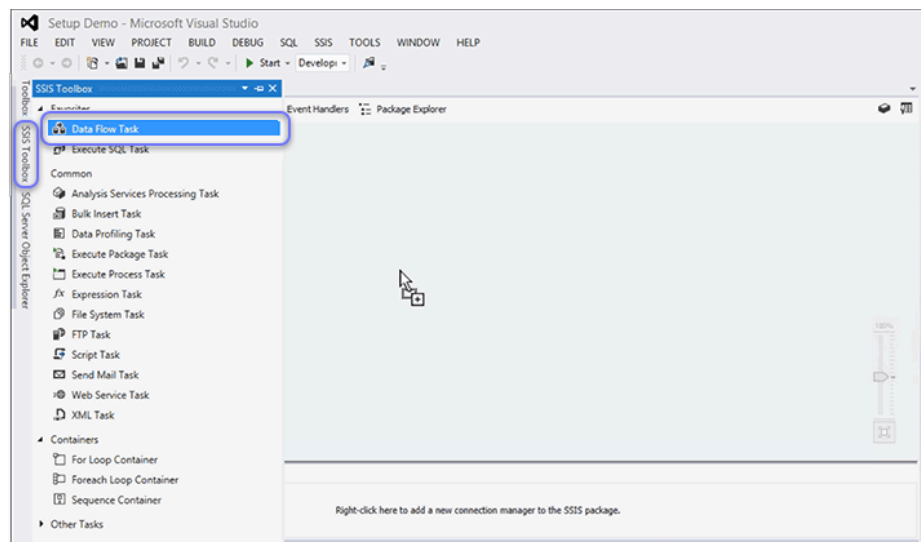 Setup Demo - Microsoft Visual Studio
FILE EDIT VIEW PROJECT BUILD DEBUG SQL SSIS TOOLS WINDOW HELP
Start Develop
Toolbox
SSIS Toolbox
SQL Server Object Explorer
SSIS Toolbox
Favorites
Event Handlers Package Explorer
Data Flow Task
Execute SQL Task
Common
Analysis Services Processing Task
Bulk Insert Task
Data Profiling Task
Execute Package Task
Execute Process Task
fx Expression Task
File System Task
FTP Task
Script Task
Send Mail Task
Web Service Task
XML Task
100%
Containers
For Loop Container
Foreach Loop Container
Sequence Container
Other Tasks
Right-click here to add a new connection manager to the SSIS package.